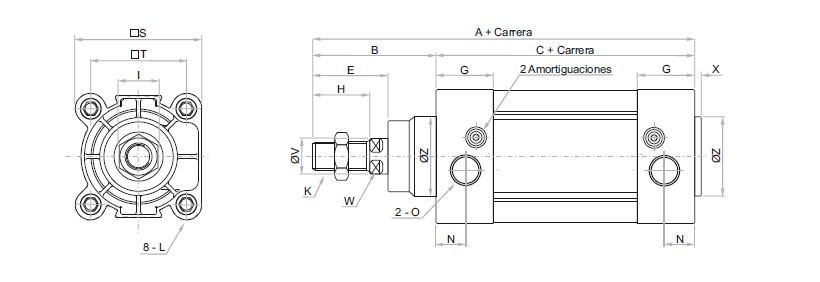 □S
□T
I
8 - L
A + Carrera
B
C + Carrera
E
G
2 Amortiguaciones
G
X
H
ØV
ØZ
ØZ
K
W
2 - O
N
N